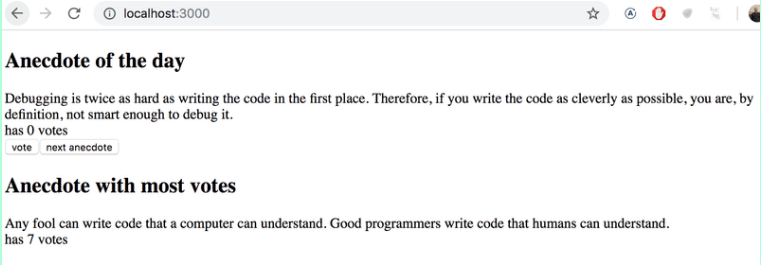 localhost:3000
Anecdote of the day
Debugging is twice as hard as writing the code in the first place. Therefore, if you write the code as cleverly as possible, you are, by
definition, not smart enough to debug it.
has 0 votes
vote next anecdote
Anecdote with most votes
Any fool can write code that a computer can understand. Good programmers write code that humans can understand.
has 7 votes